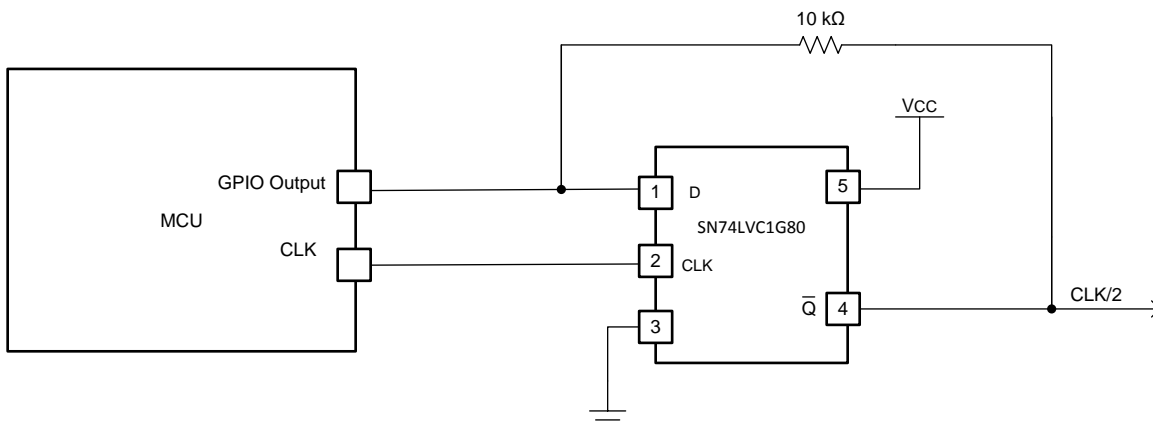 10 kΩ
VCC
GPIO Output
MCU
CLK
1
D
2
CLK
3
SN74LVC1G80
5
Q̅
4
CLK/2